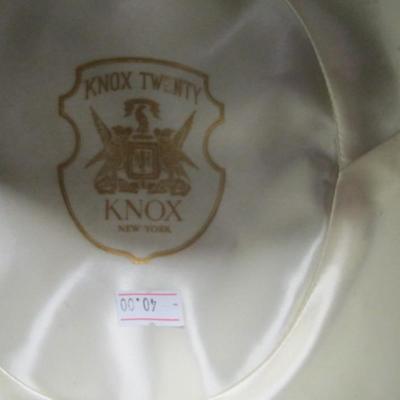 KNOX TWENTY
KNOX
NEW YORK
- 40.00